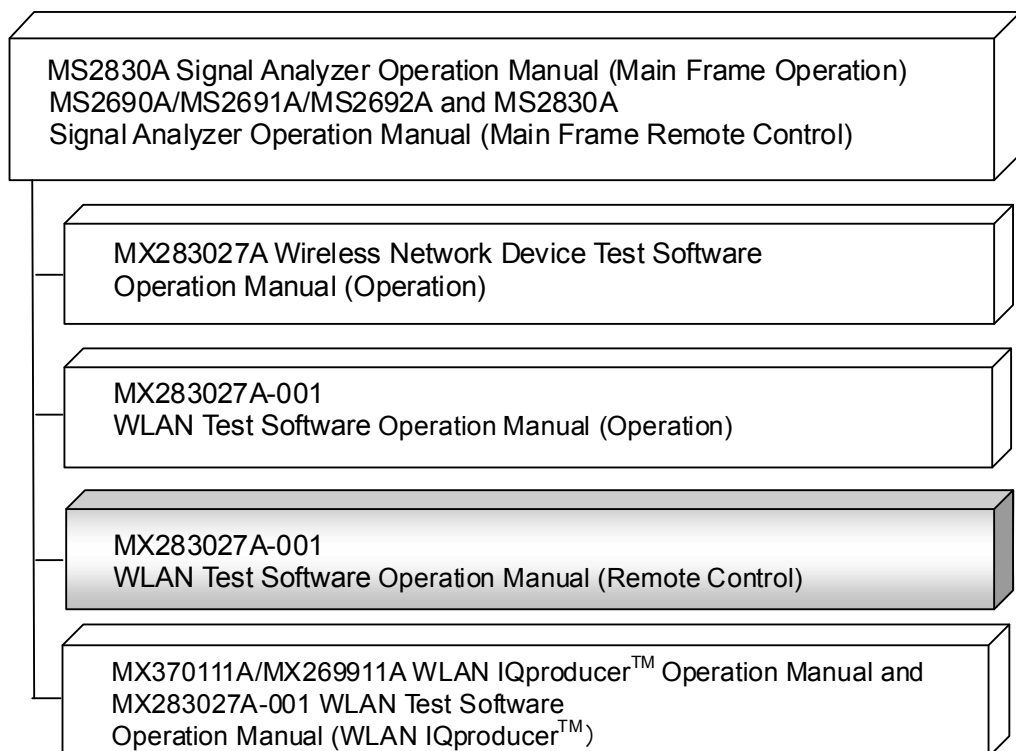 MS2830A Signal Analyzer Operation Manual (Main Frame Operation)
MS2690A/MS2691A/MS2692A and MS2830A
Signal Analyzer Operation Manual (Main Frame Remote Control)
MX283027A Wireless Network Device Test Software
Operation Manual (Operation)
MX283027A-001
WLAN Test Software Operation Manual (Operation)
MX283027A-001
WLAN Test Software Operation Manual (Remote Control)
MX370111A/MX269911A WLAN IQproducer™ Operation Manual and
MX283027A-001 WLAN Test Software
Operation Manual (WLAN IQproducer™）